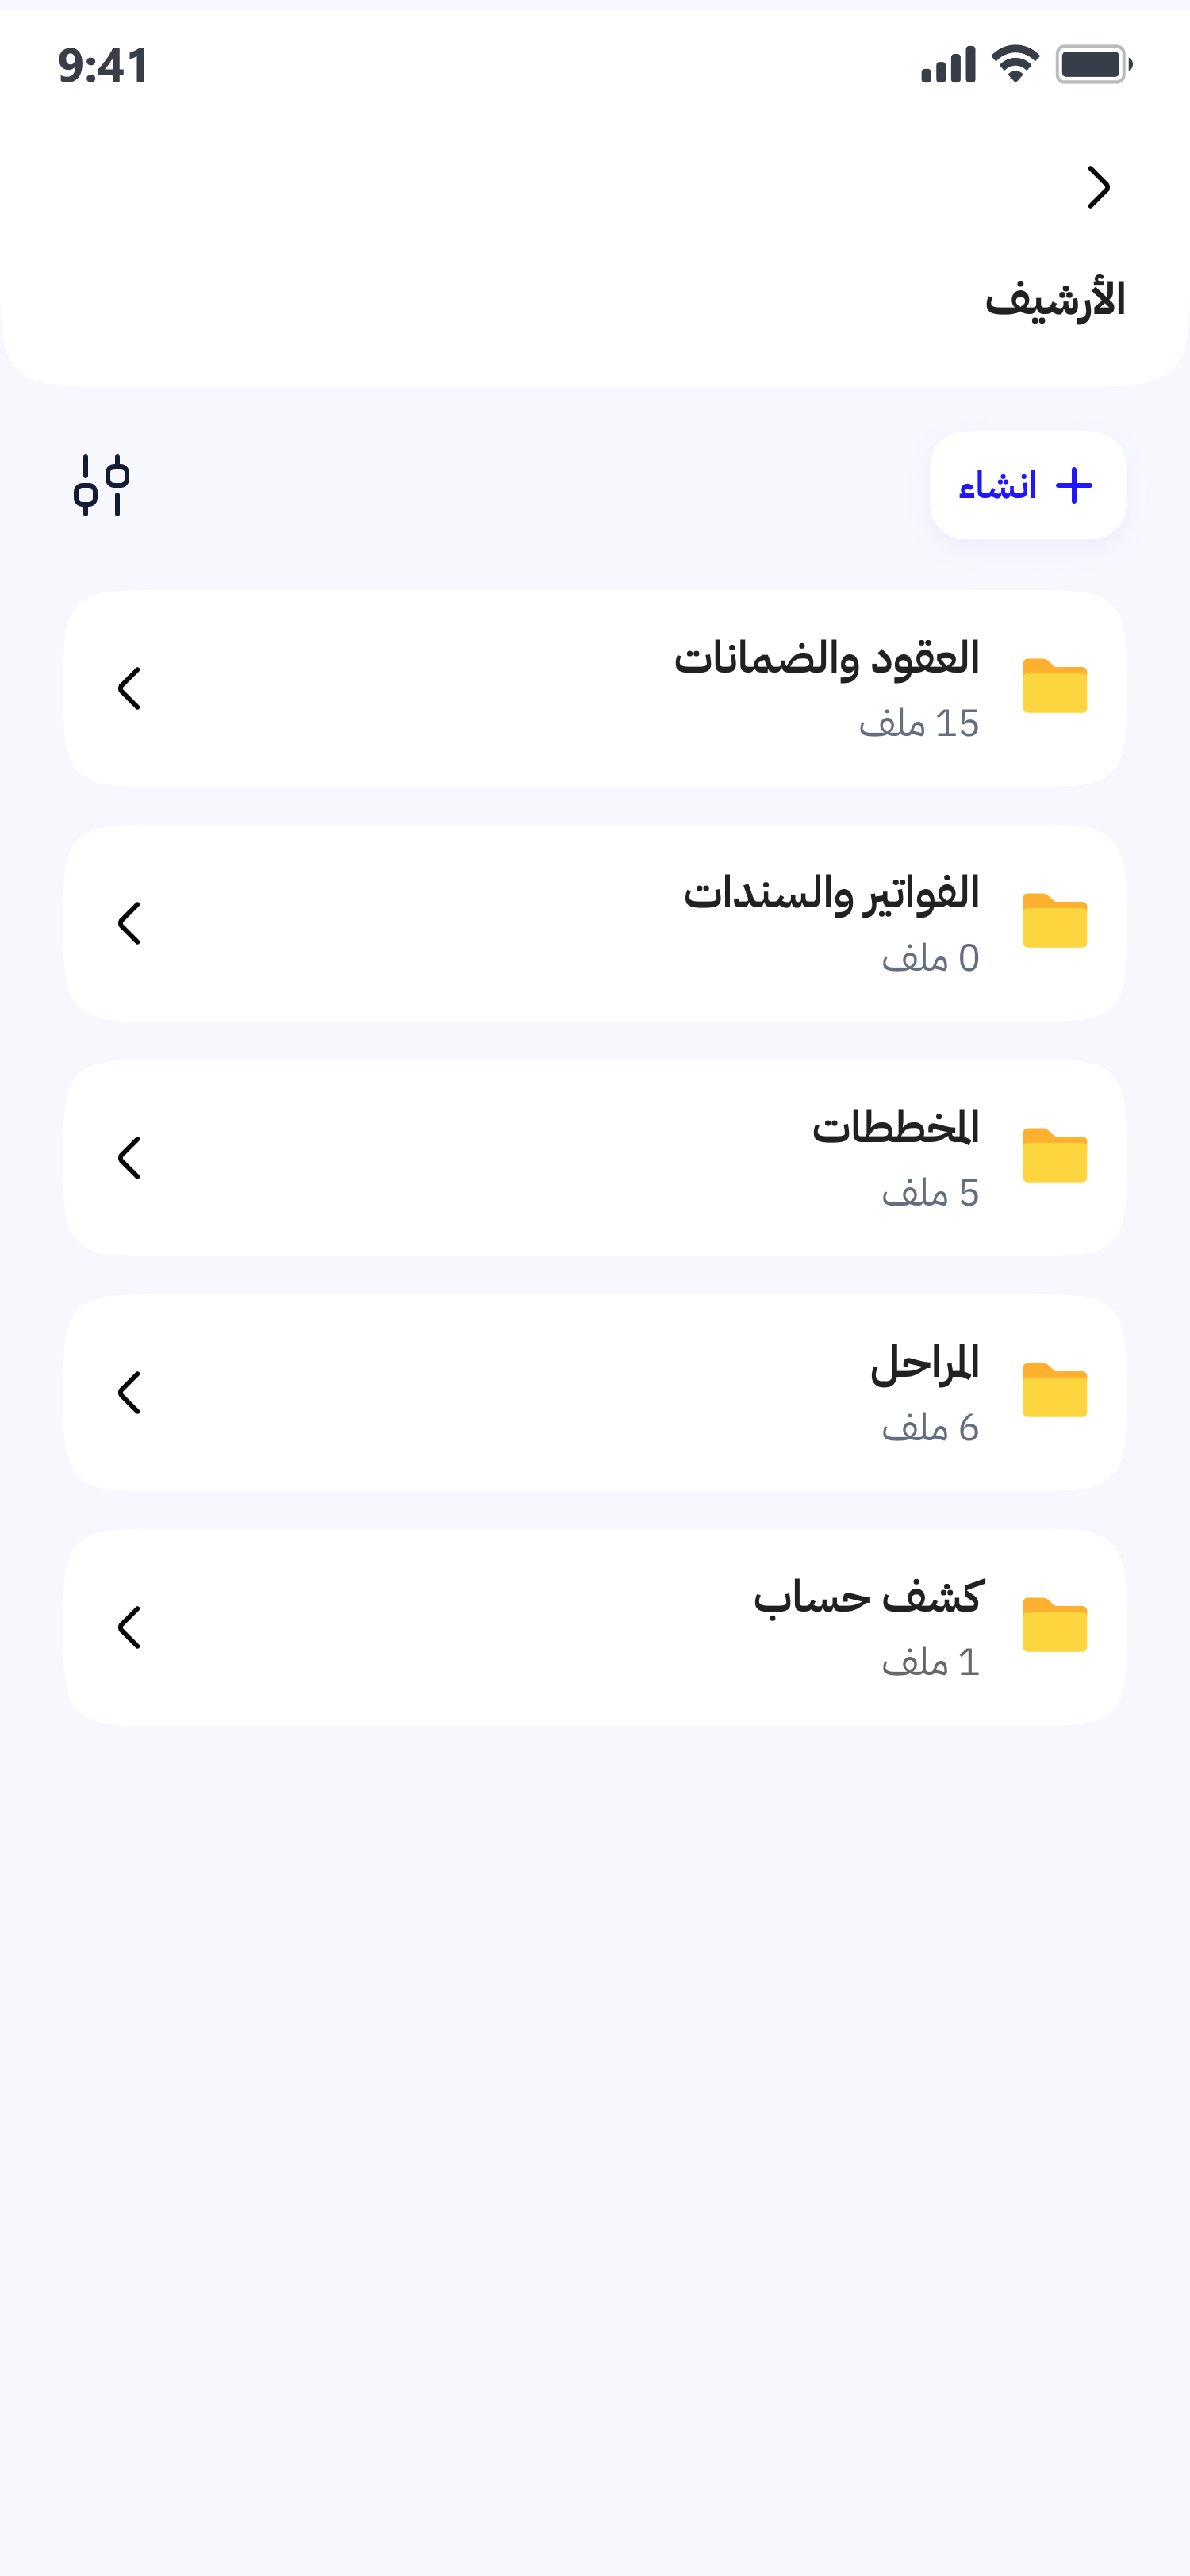 9:41
الأرشيف
انشاء
العقود والضمانات
15 ملف
الفواتير والسندات
0 ملف
المخططات
5 ملف
المراحل
6 ملف
كشف حساب
1 ملف